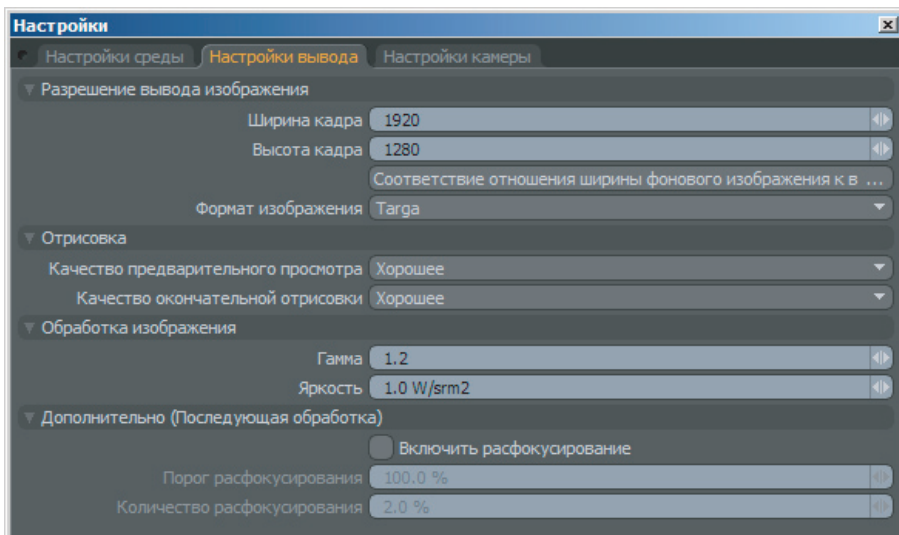 Настройки
Настройки среды Настройки вывода Настройки камеры
Разрешение вывода изображения
Ширина кадра 1920
Высота кадра 1280
Соответствие отношения ширины фонового изображения к в ...
Формат изображения Targa
Отрисовка
Качество предварительного просмотра Хорошее
Качество окончательной отрисовки Хорошее
Обработка изображения
Гамма 1.2
Яркость 1.0 W/srm2
Дополнительно (Последующая обработка)
Включить расфокусирование
Порог расфокусирования 100.0 %
Количество расфокусирования 2.0 %